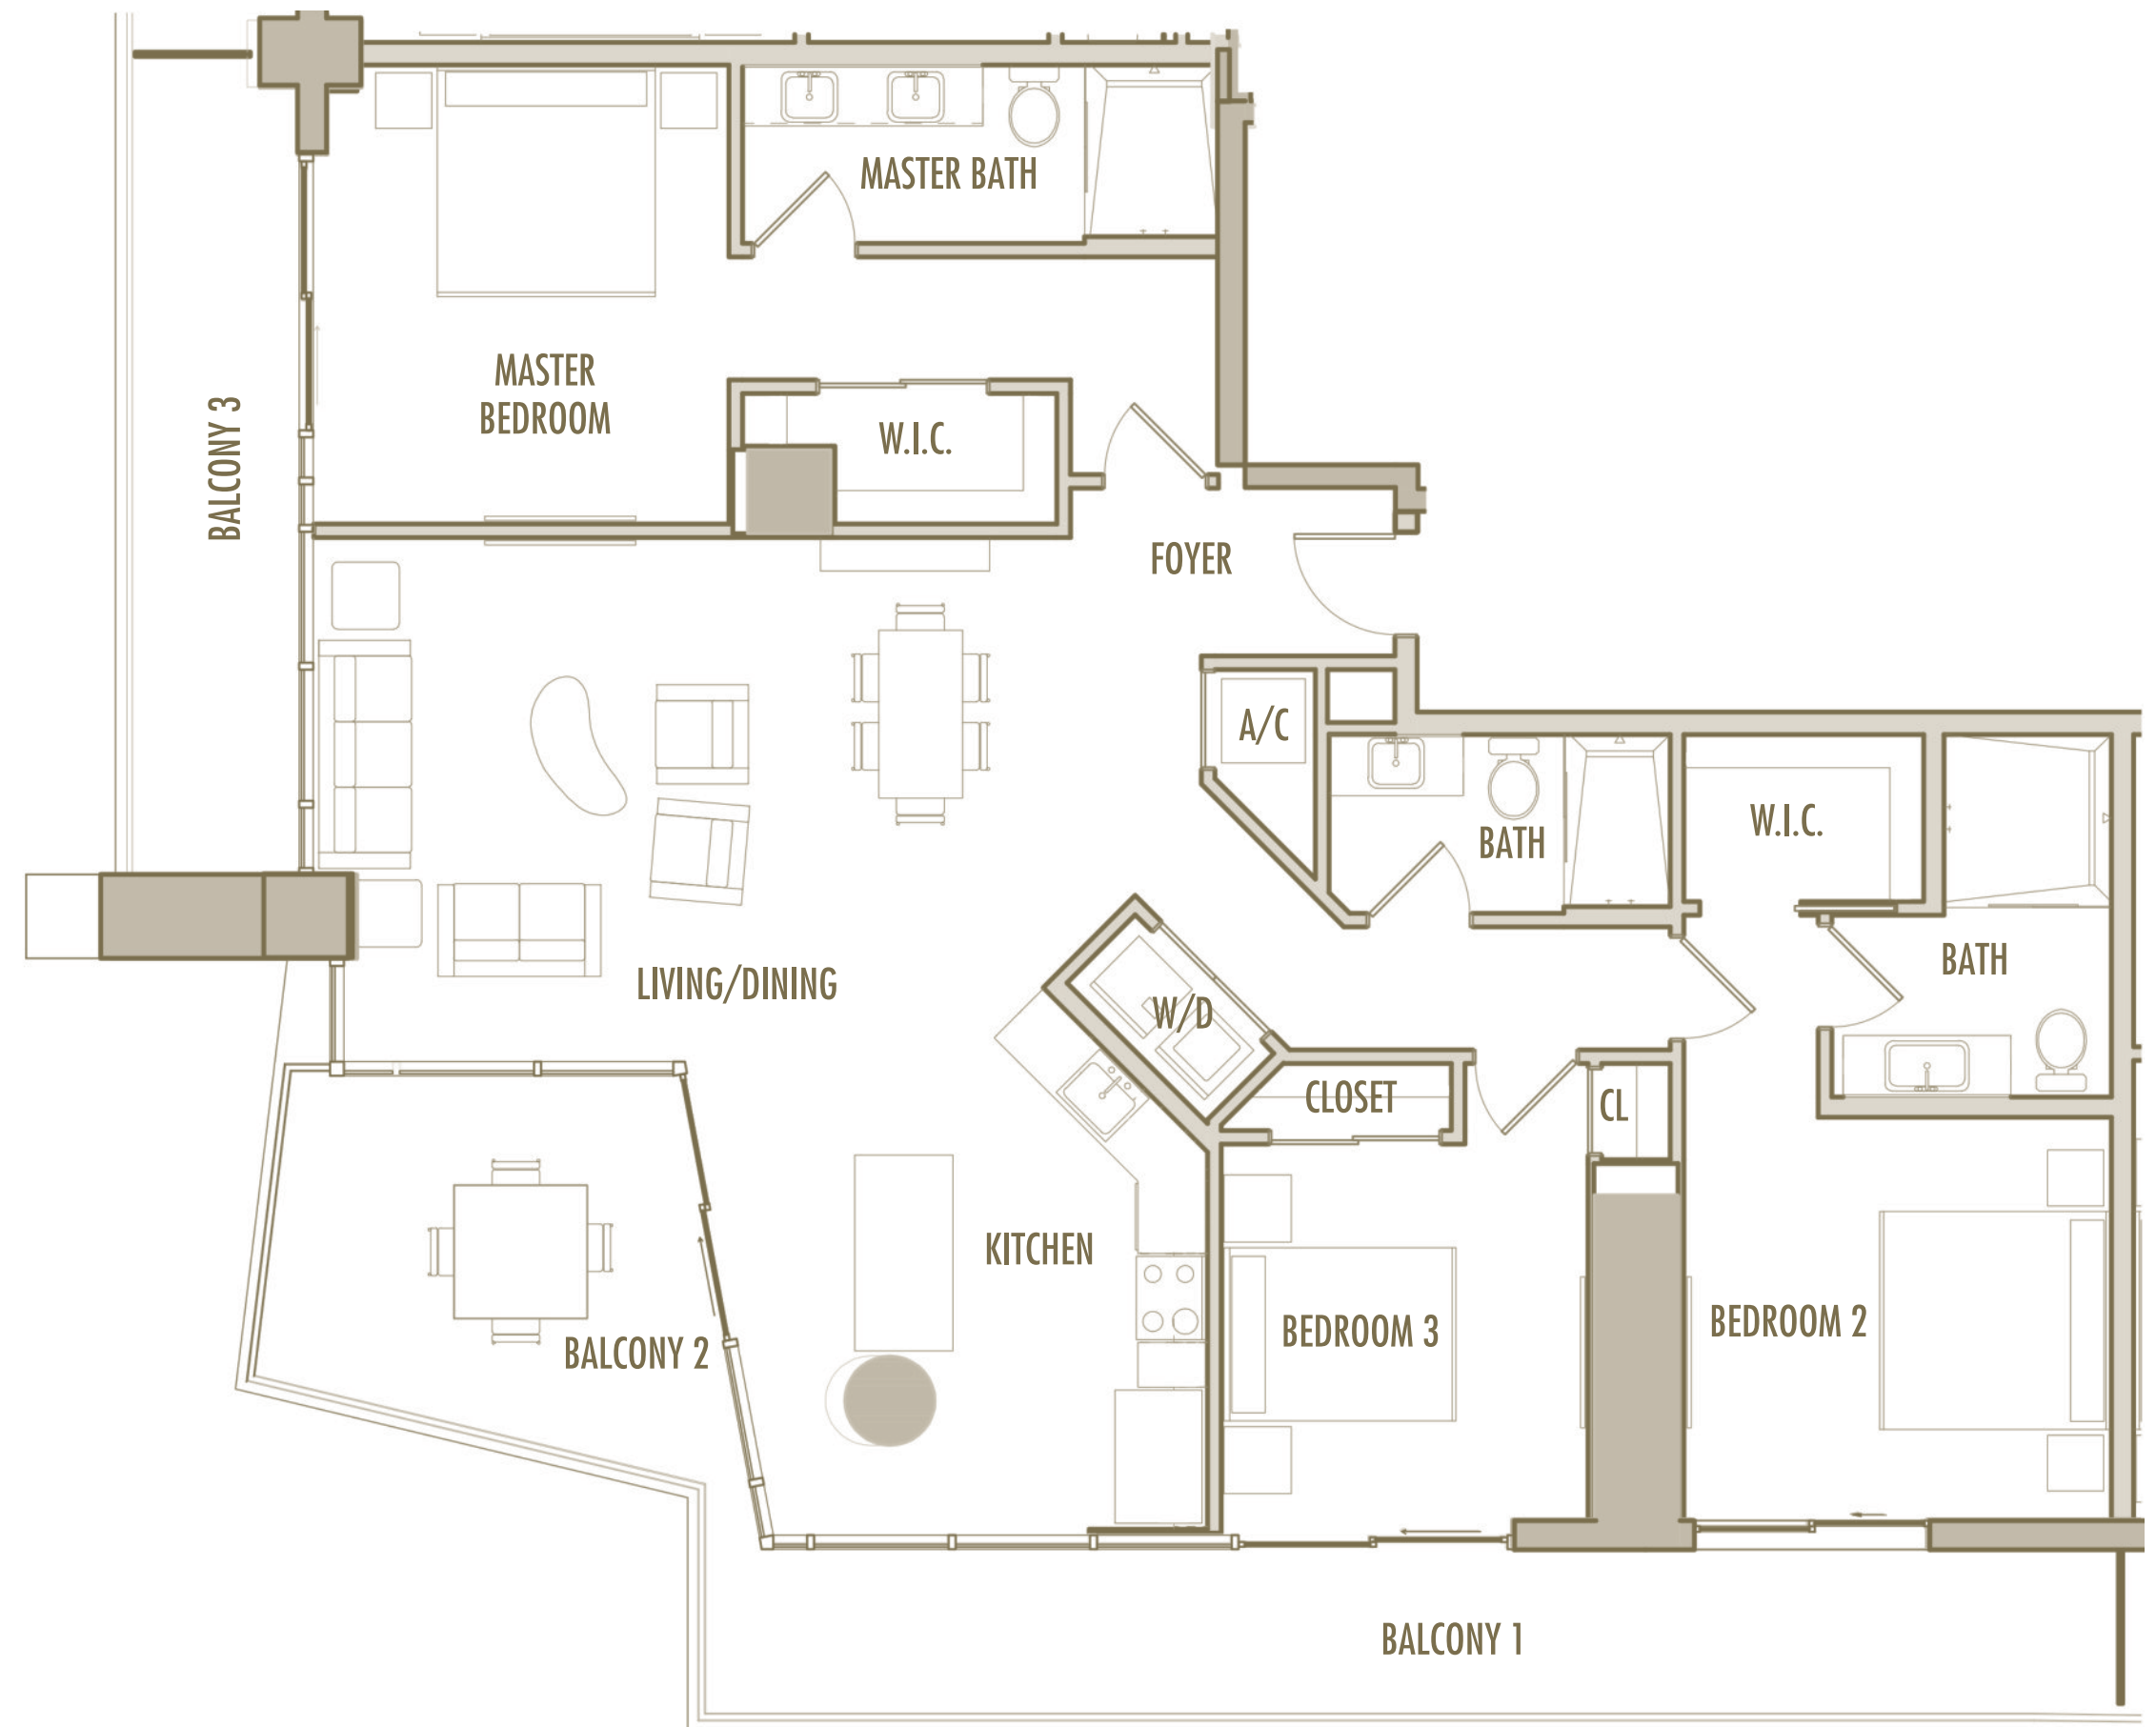 MASTER BATH
MASTER
BEDROOM
W.I.C.
BALCONY 3
FOYER
A/C
BATH
W.I.C.
BATH
LIVING/DINING
W/D
CLOSET
CL
KITCHEN
BEDROOM 3
BEDROOM 2
BALCONY 2
BALCONY 1